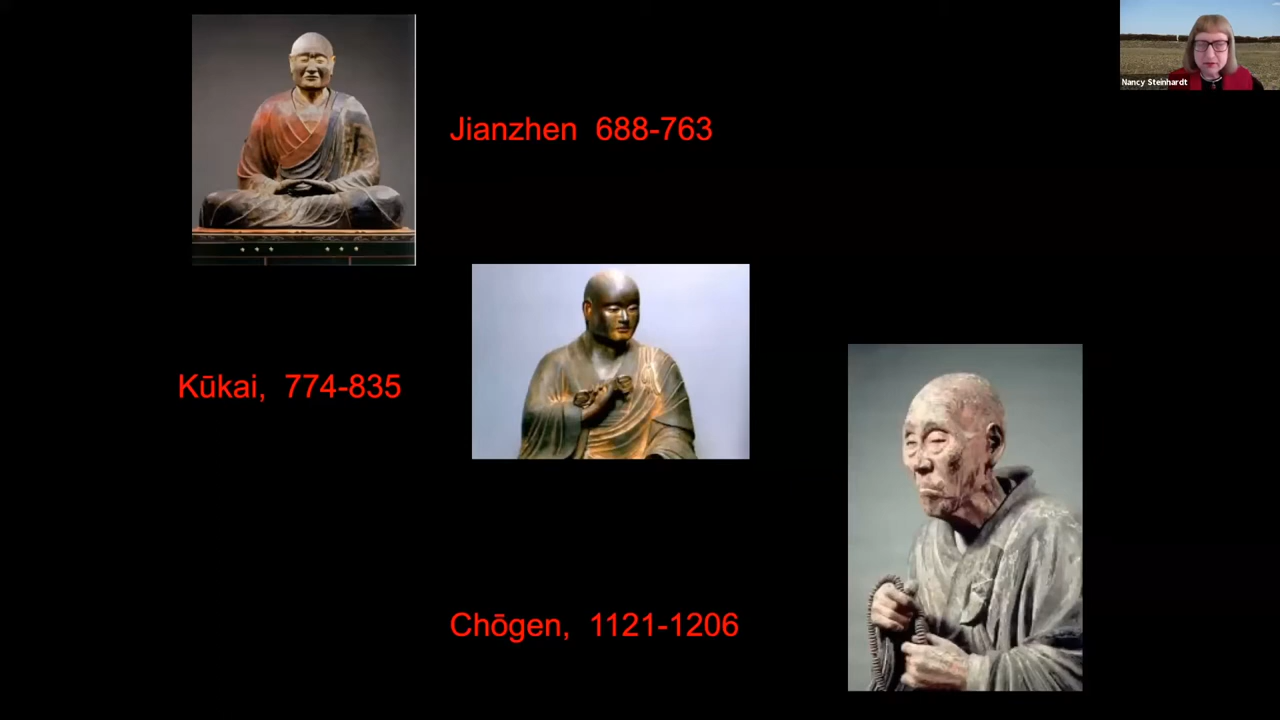 Nancy Steinhardt
Jianzhen 688-763
Kūkai, 774-835
Chōgen, 1121-1206